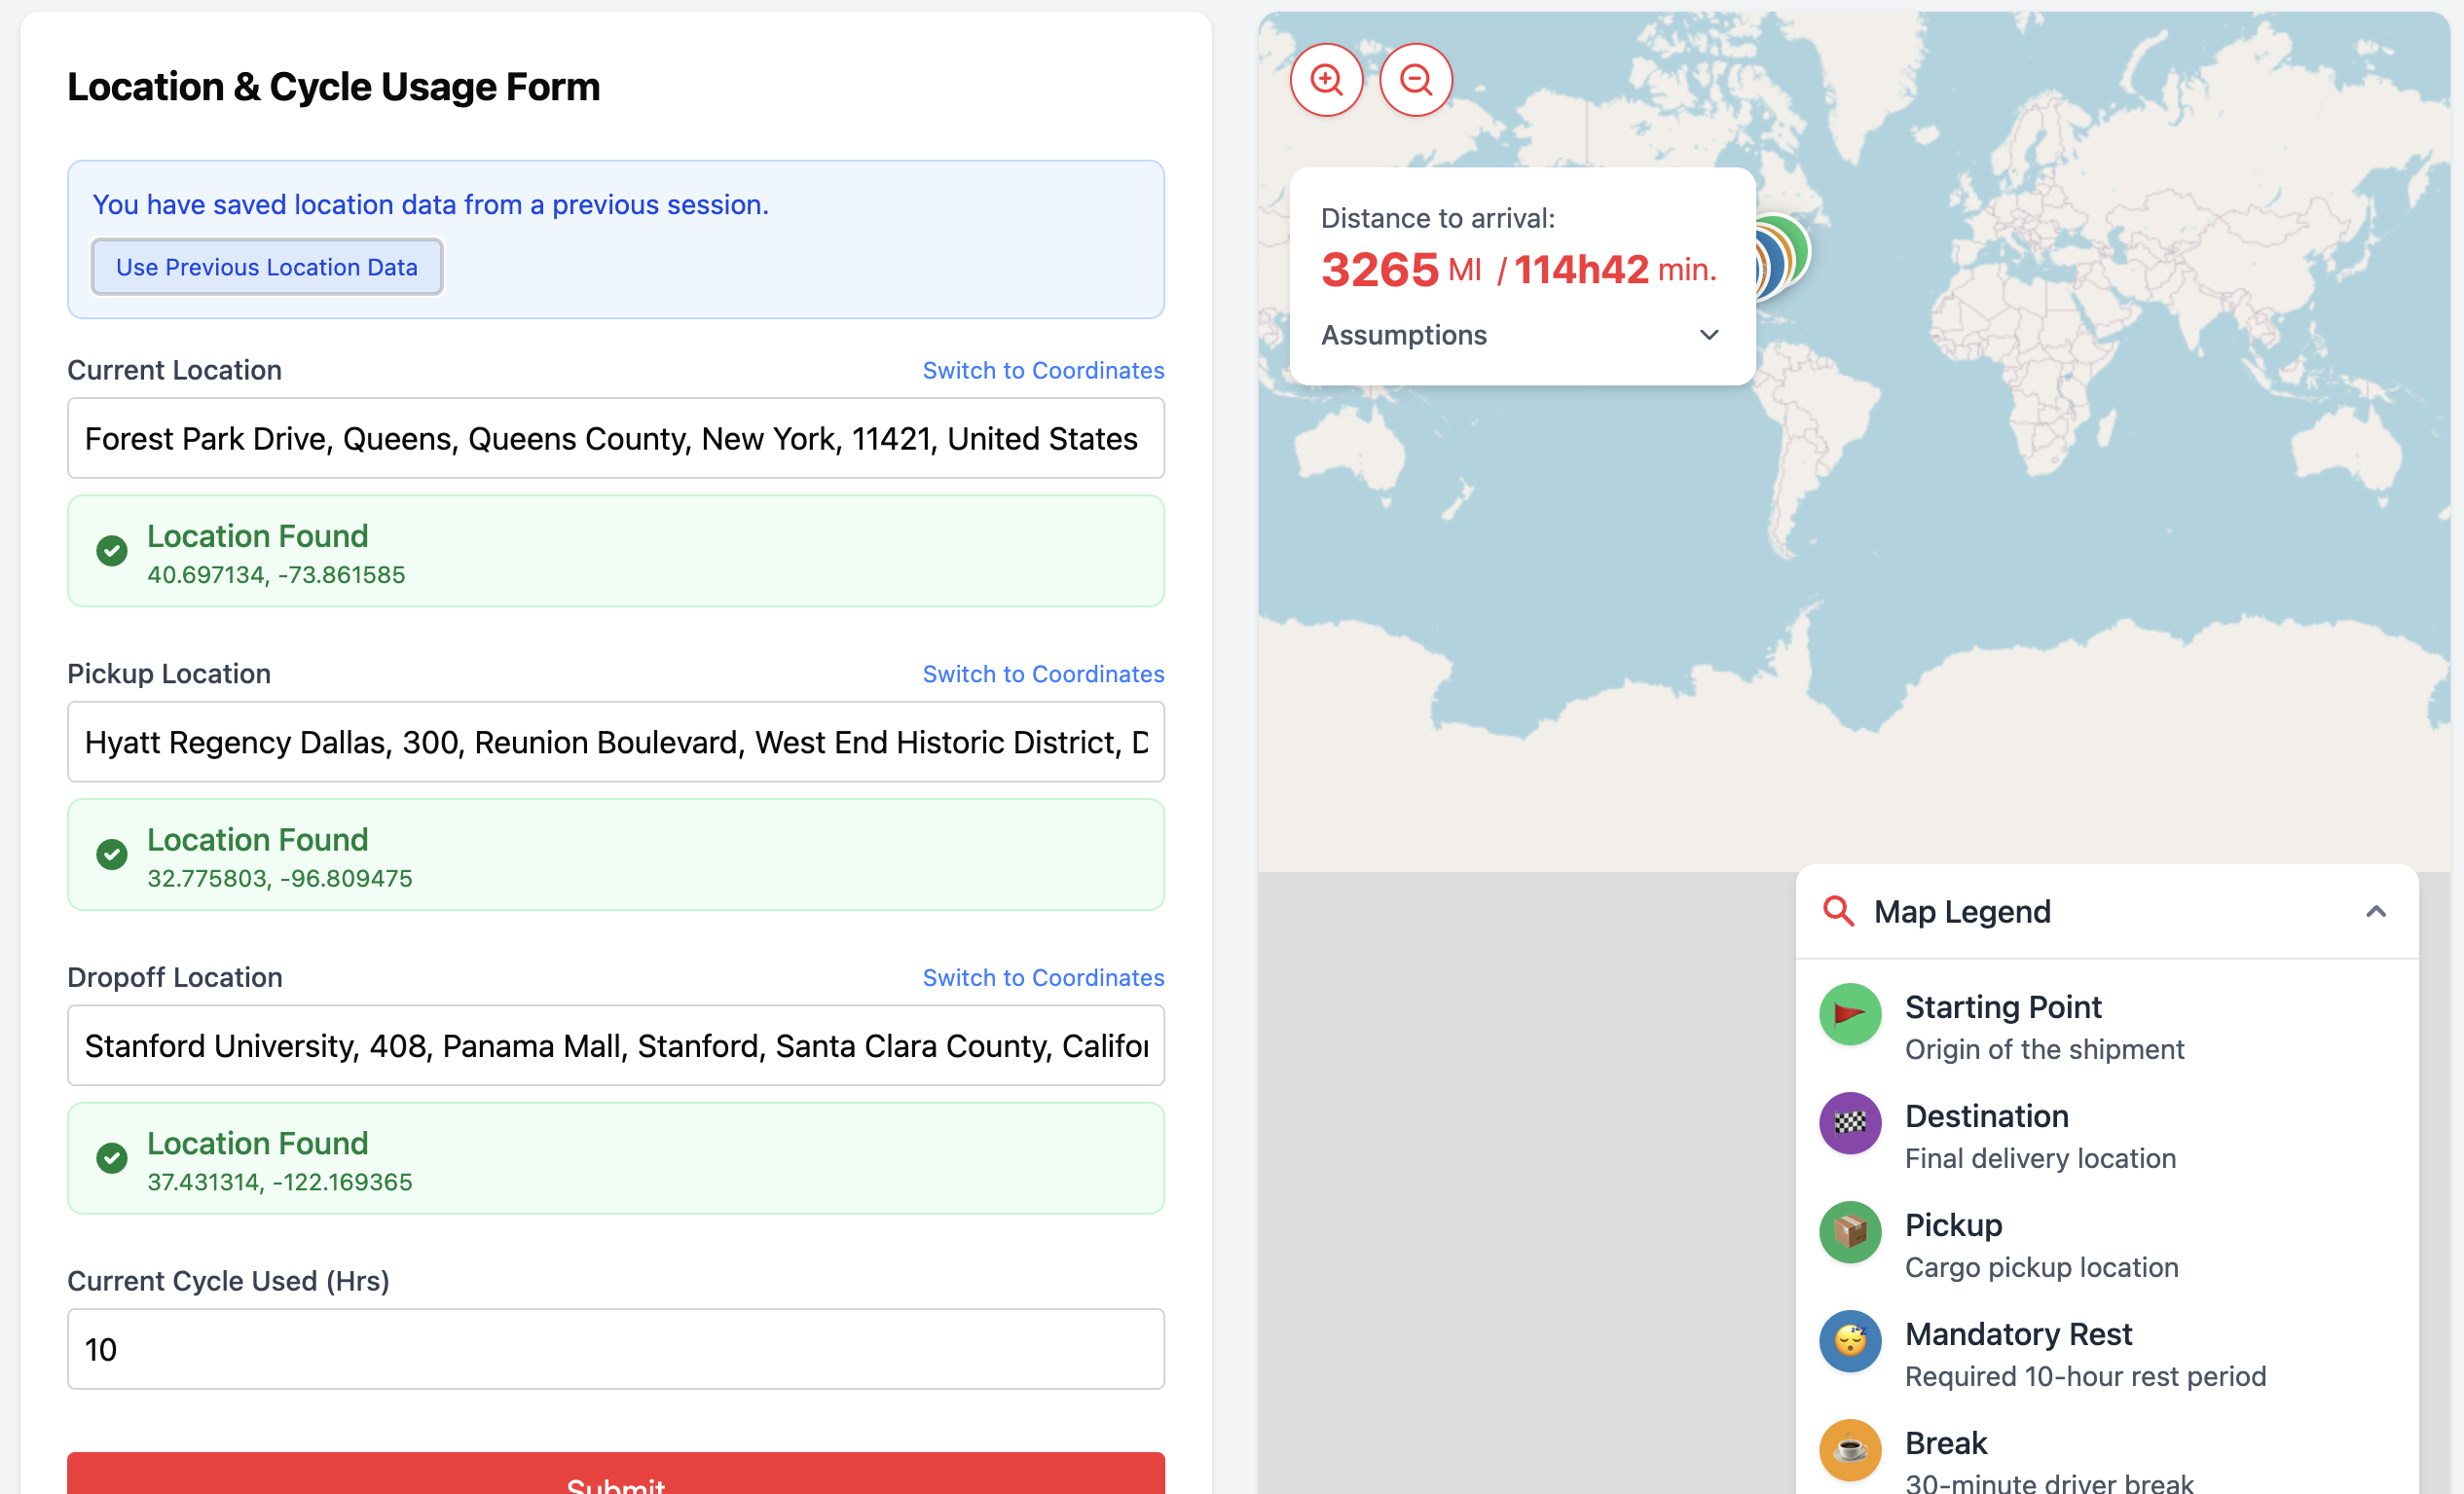 Location & Cycle Usage Form
You have saved location data from a previous session.
Use Previous Location Data
Current Location
Switch to Coordinates
Forest Park Drive, Queens, Queens County, New York, 11421, United States
Location Found
40.697134, -73.861585
Pickup Location
Switch to Coordinates
Hyatt Regency Dallas, 300, Reunion Boulevard, West End Historic District, D
Location Found
32.775803, -96.809475
Dropoff Location
Switch to Coordinates
Stanford University, 408, Panama Mall, Stanford, Santa Clara County, Califor
Location Found
37.431314, -122.169365
Current Cycle Used (Hrs)
10
Submit
Distance to arrival:
3265 MI / 114h42 min.
Assumptions
Map Legend
Starting Point
Origin of the shipment
Destination
Final delivery location
Pickup
Cargo pickup location
Mandatory Rest
Required 10-hour rest period
Break
30-minute driver break